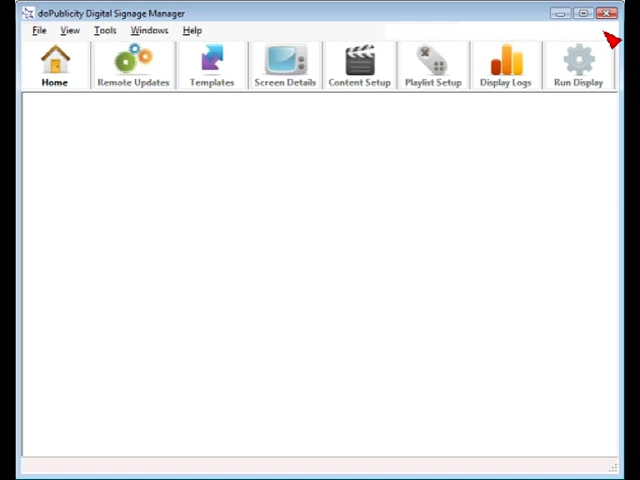 doPublicity Digital Signage Manager
File View Tools Windows Help
Home Remote Updates Templates Screen Details Content Setup Playlist Setup Display Logs Run Display